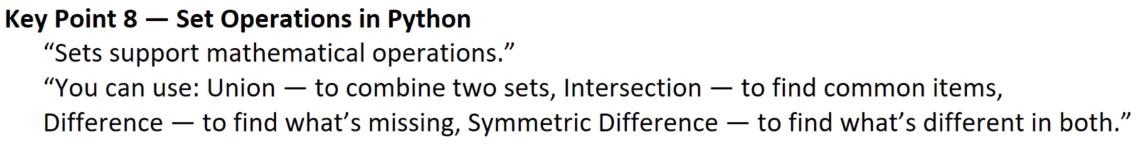 Key Point 8 — Set Operations in Python
“Sets support mathematical operations.”
“You can use: Union — to combine two sets, Intersection — to find common items,
Difference — to find what’s missing, Symmetric Difference — to find what’s different in both.”